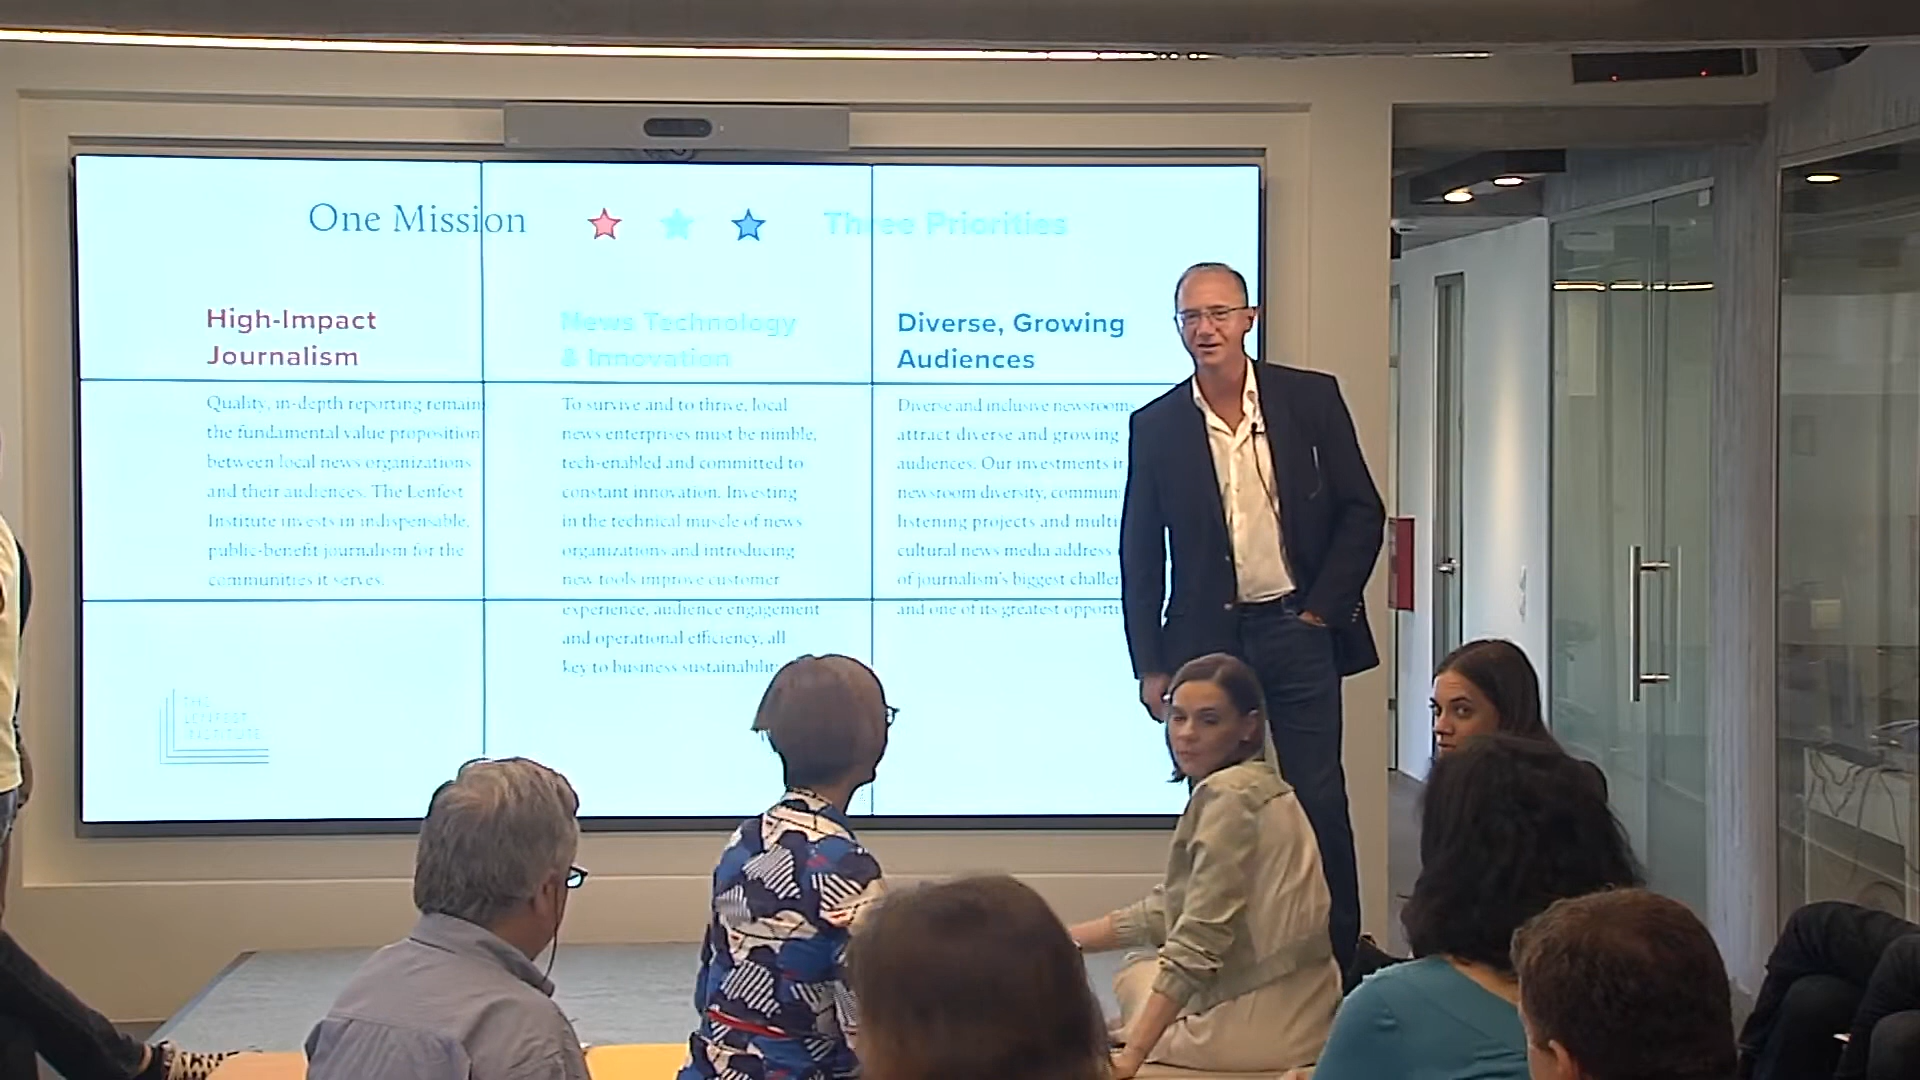 One Mission ★ ★ ★ Three Priorities
High-Impact
Journalism
Quality, in-depth reporting remain
the fundamental value proposition
between local news organizations
and their audiences. The Lenfest
Institute invests in indispensable,
public-benefit journalism for the
communities it serves.
News Technology
& Innovation
To survive and to thrive, local
news enterprises must be nimble,
tech-enabled and committed to
constant innovation. Investing
in the technical muscle of news
organizations and introducing
new tools improve customer
experience, audience engagement
and operational efficiency, all
key to business
Diverse, Growing
Audiences
Diverse and inclusive newsrooms
attract diverse and growing
audiences. Our investments in
newsroom diversity,
listening projects and multi
cultural news media address
of journalism's biggest
and one of its greatest
THE
LENFEST
INSTITUTE